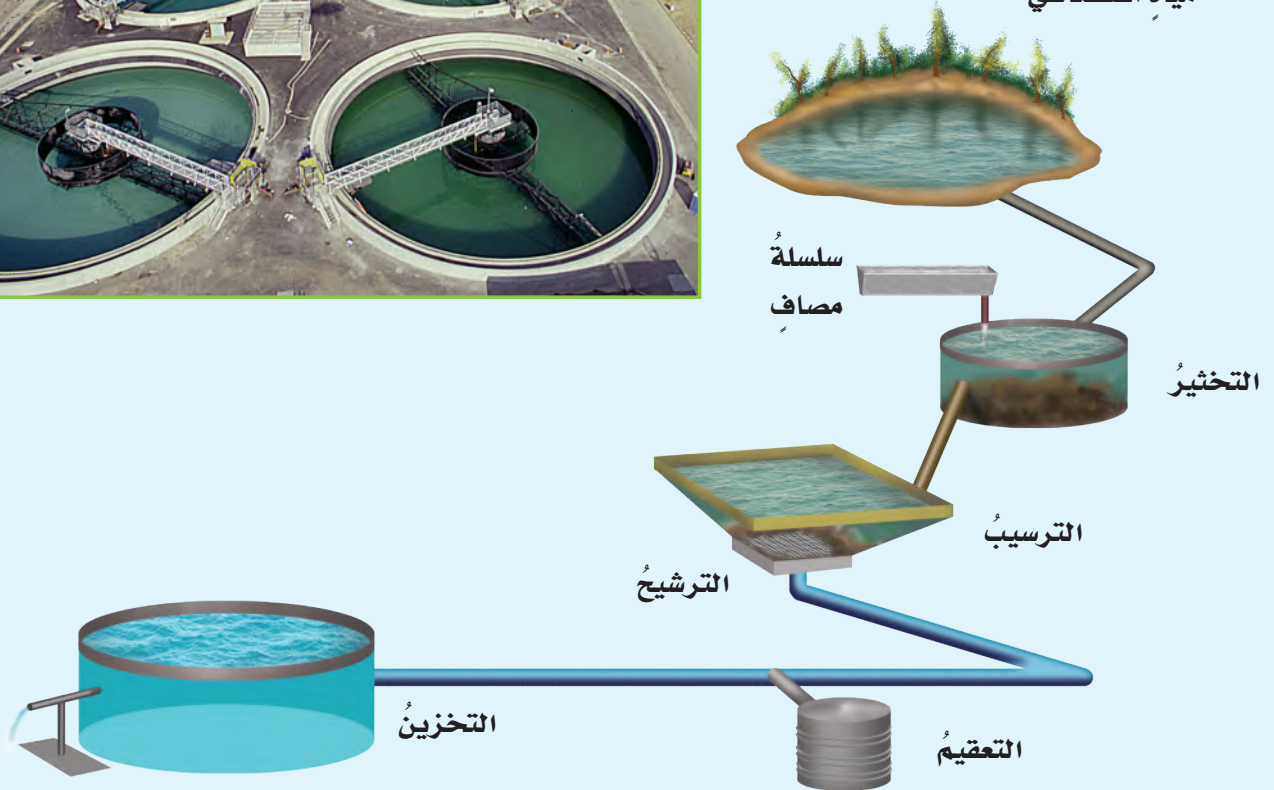 سلسلةُ
مصافٍ
التخثيرُ
الترسيبُ
الترشيحُ
التخزينُ
التعقيمُ